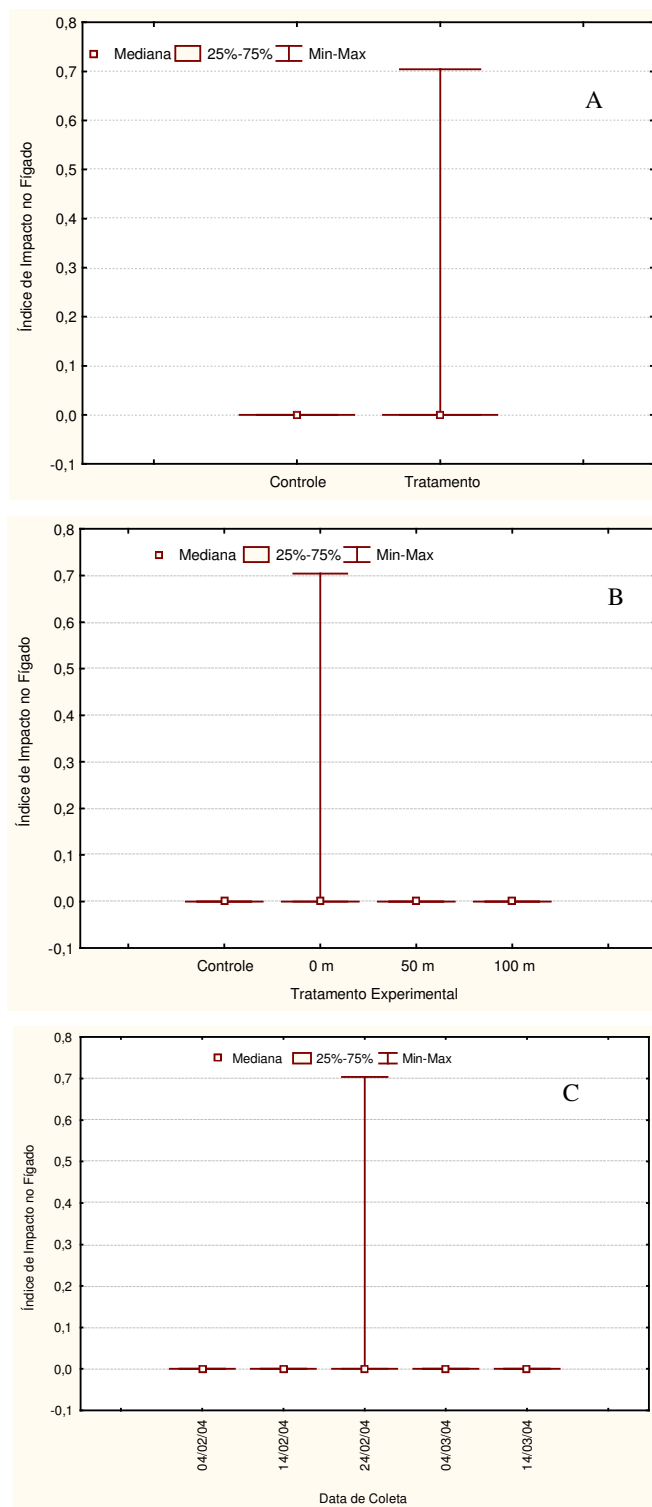 Mediana 25%-75% Min-Max
A
0,8
0,7
0,6
0,5
0,4
0,3
0,2
0,1
0,0
-0,1
Índice de Impacto no Fígado
Controle Tratamento
Mediana 25%-75% Min-Max
B
0,8
0,7
0,6
0,5
0,4
0,3
0,2
0,1
0,0
-0,1
Índice de Impacto no Fígado
Controle 0 m 50 m 100 m
Tratamento Experimental
Mediana 25%-75% Min-Max
C
0,8
0,7
0,6
0,5
0,4
0,3
0,2
0,1
0,0
-0,1
Índice de Impacto no Fígado
04/02/04 14/02/04 24/02/04 04/03/04 14/03/04
Data de Coleta